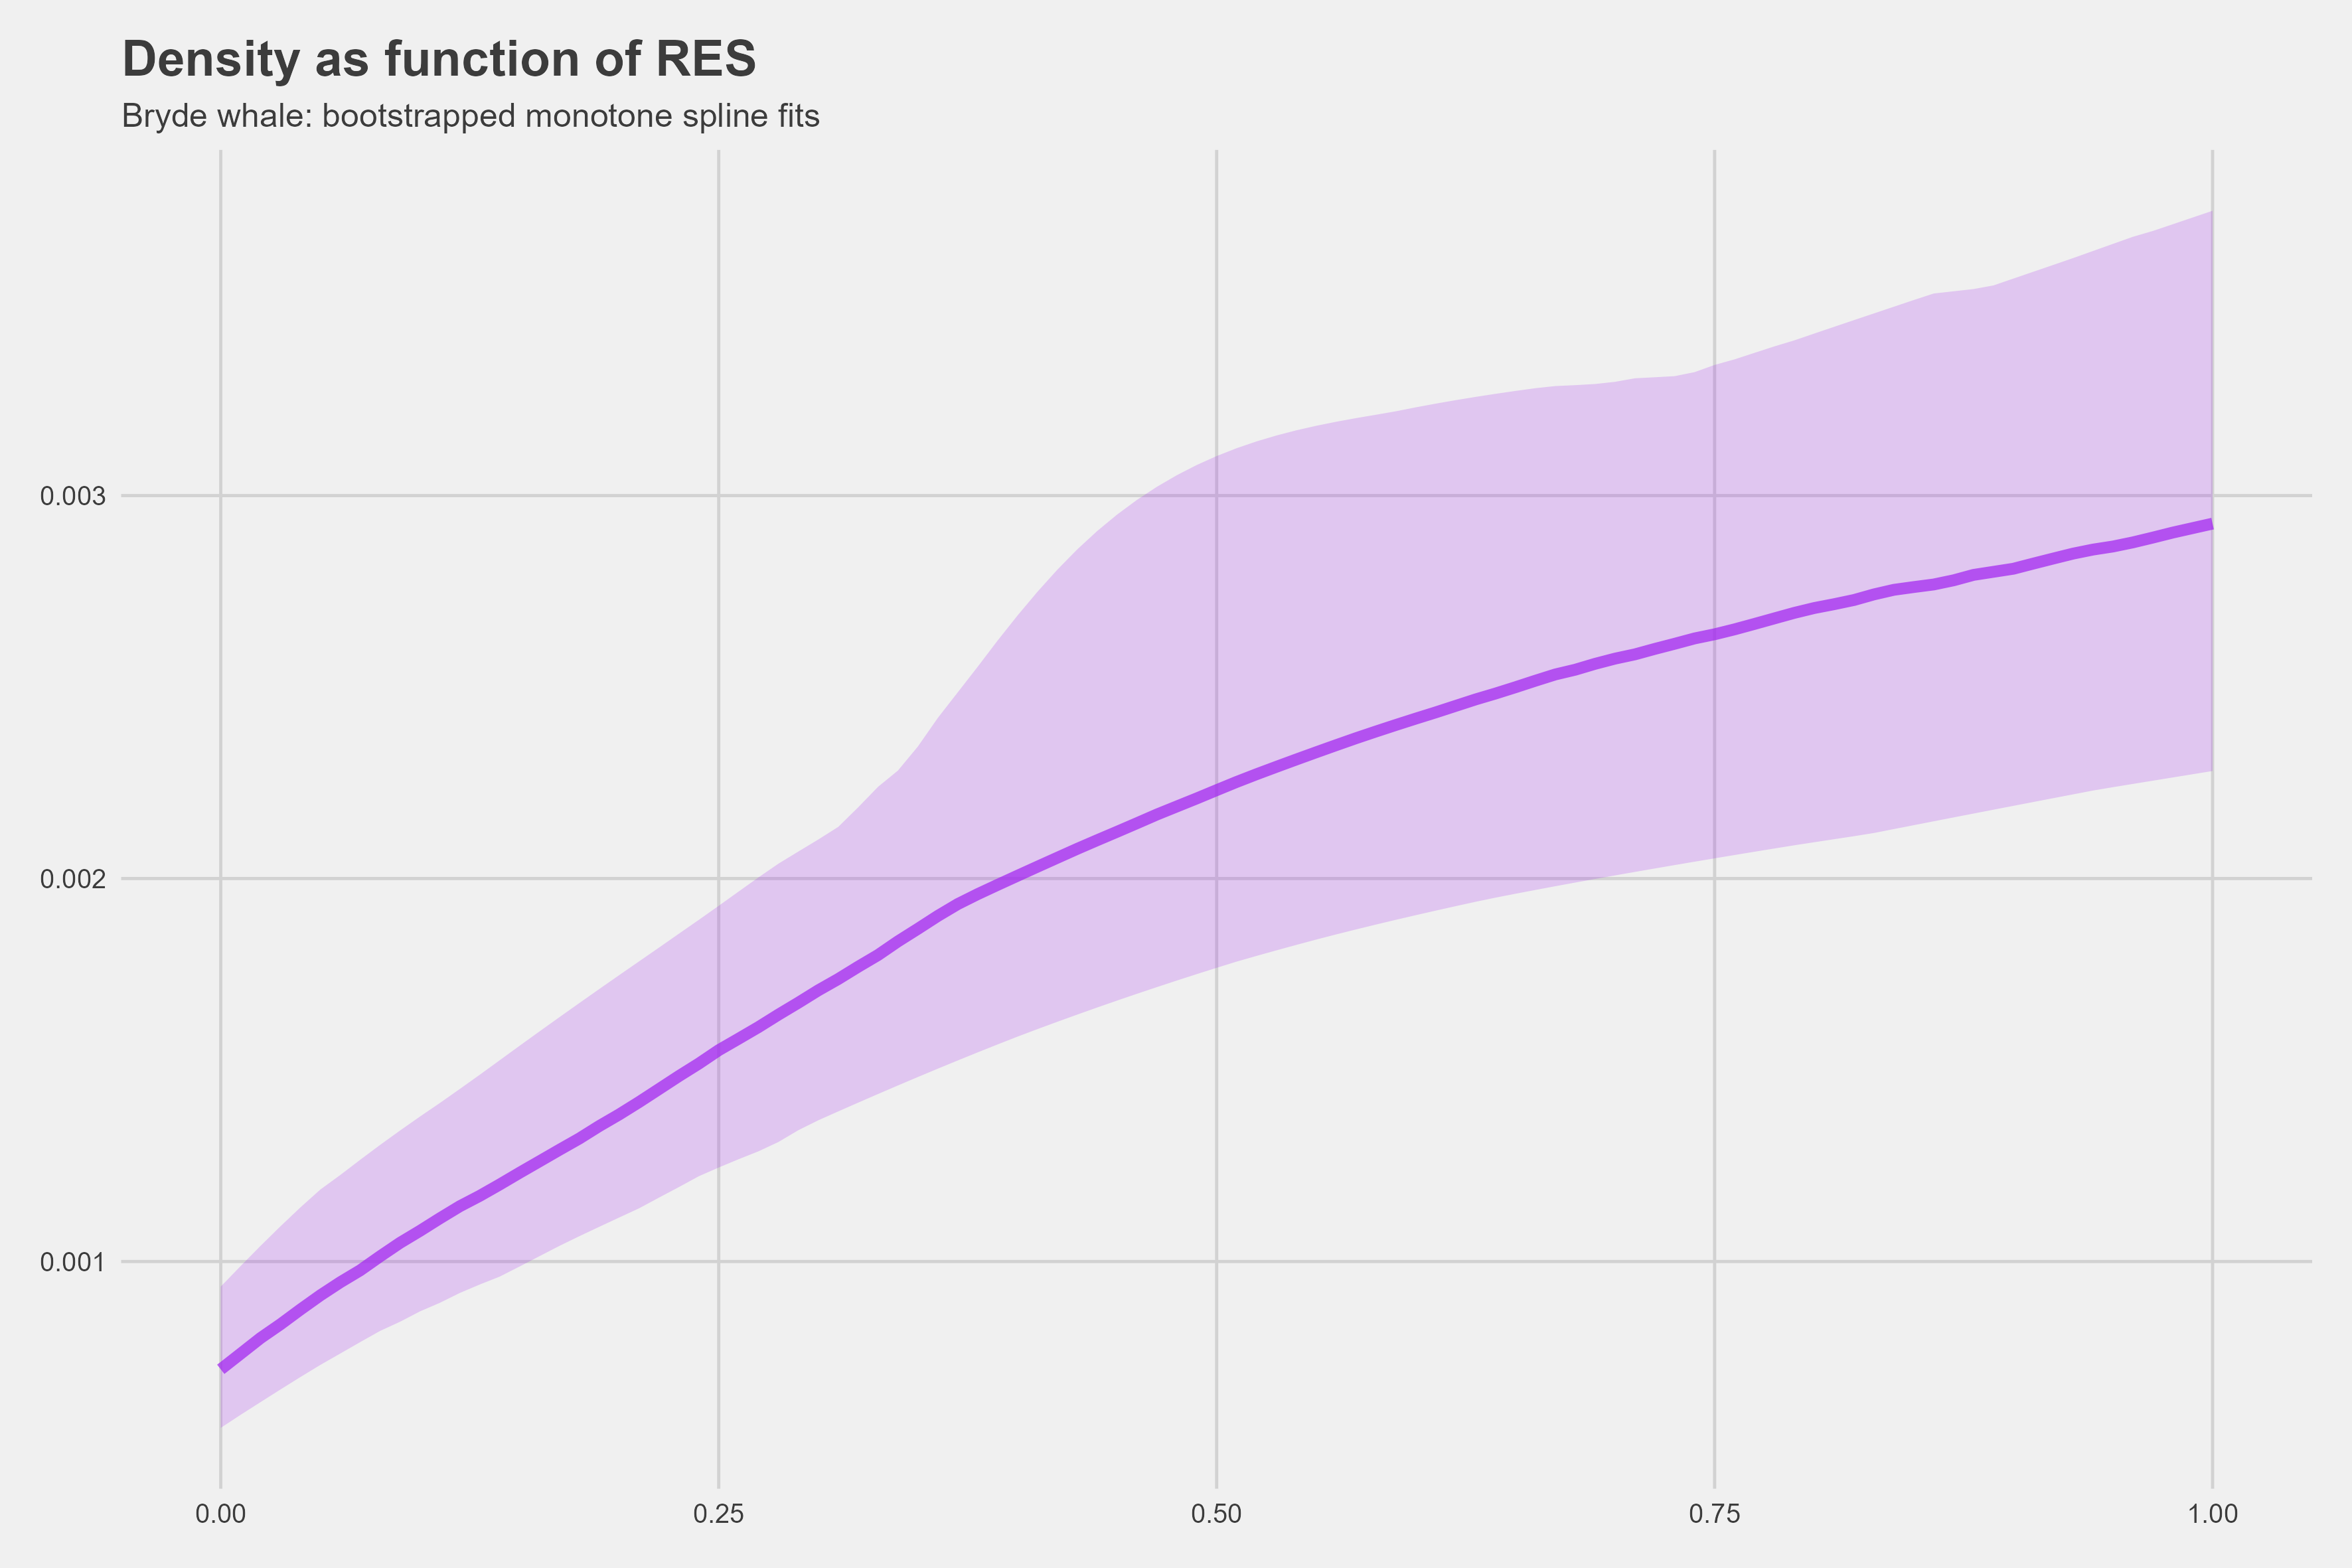 Density as function of RES
Bryde whale: bootstrapped monotone spline fits
0.003
0.002
0.001
0.00 0.25 0.50 0.75 1.00